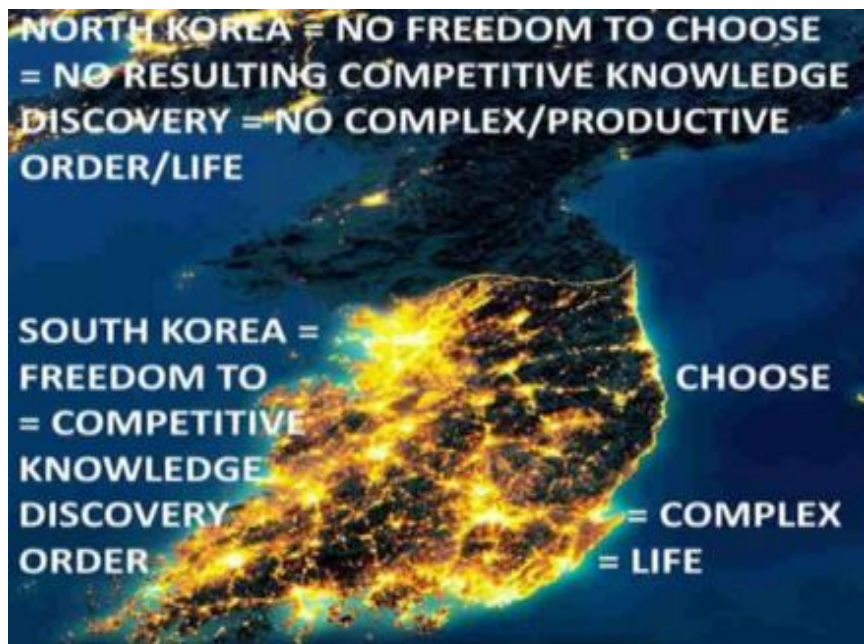 NORTH KOREA = NO FREEDOM TO CHOOSE
= NO RESULTING COMPETITIVE KNOWLEDGE
DISCOVERY = NO COMPLEX/PRODUCTIVE
ORDER/LIFE
SOUTH KOREA =
FREEDOM TO CHOOSE
= COMPETITIVE
KNOWLEDGE
DISCOVERY = COMPLEX
ORDER = LIFE